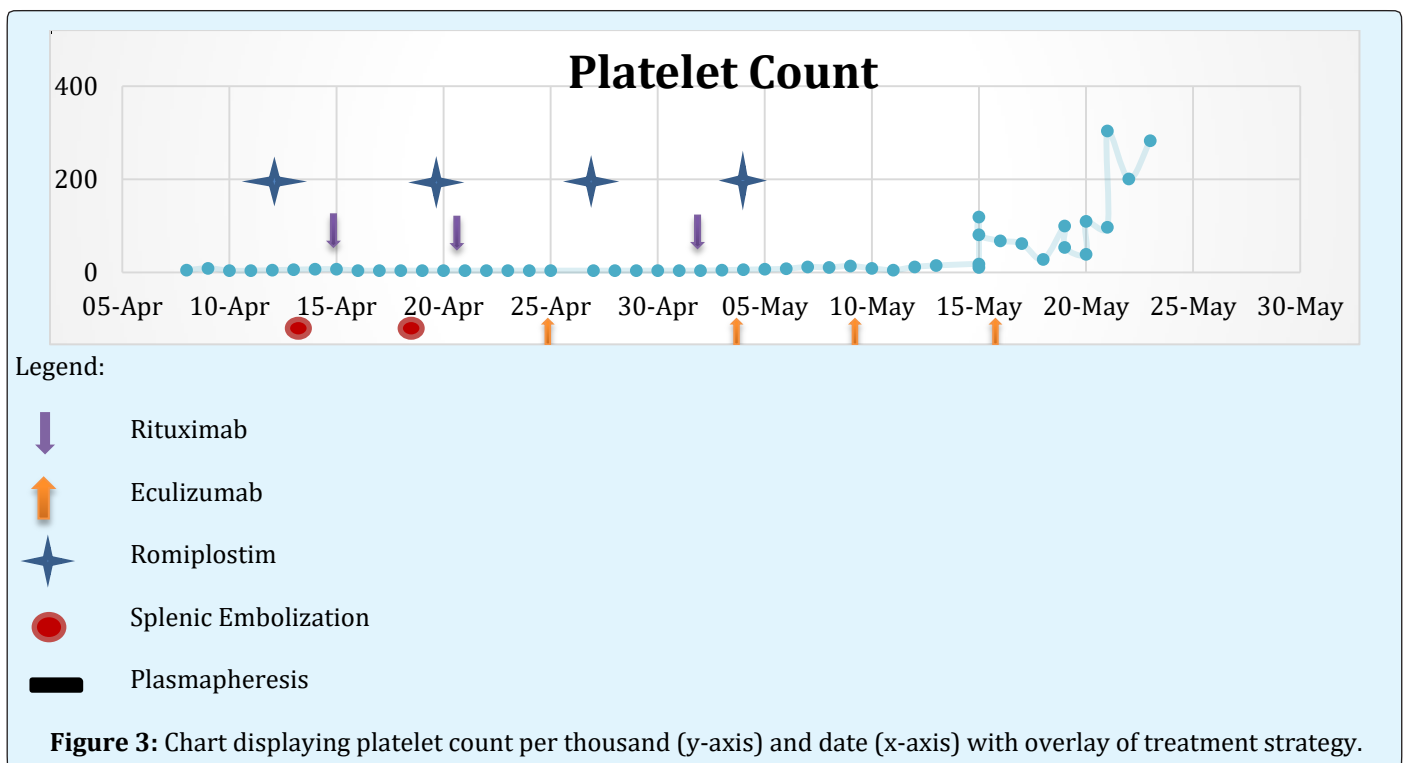 Platelet Count
400
200
0
05-Apr 10-Apr 15-Apr 20-Apr 25-Apr 30-Apr 05-May 10-May 15-May 20-May 25-May 30-May
Legend:
Rituximab
Eculizumab
Romiplostim
Splenic Embolization
Plasmapheresis
Figure 3: Chart displaying platelet count per thousand (y-axis) and date (x-axis) with overlay of treatment strategy.